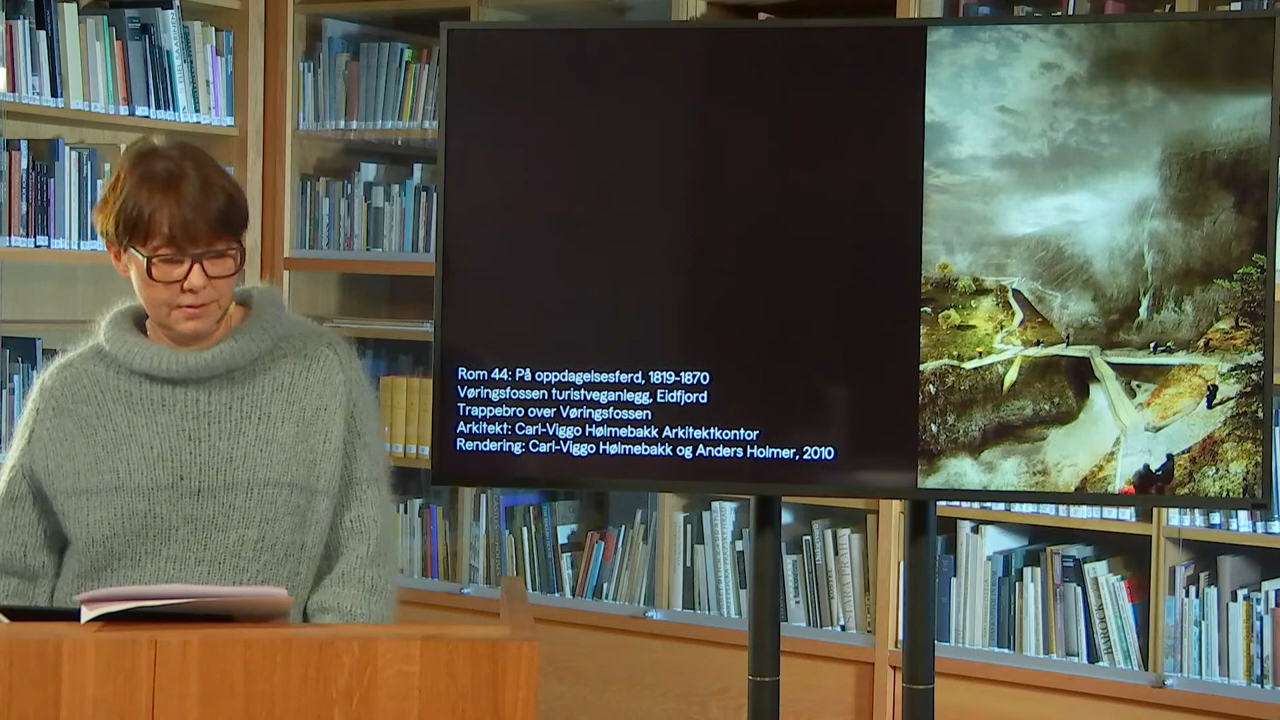 Rom 44: På oppdagelsesferd, 1819-1870
Vøringsfossen turistveganlegg, Eidfjord
Trappebro over Vøringsfossen
Arkitekt: Carl-Viggo Hølmebakk Arkitektkontor
Rendering: Carl-Viggo Hølmebakk og Anders Holmer, 2010
BAROCK